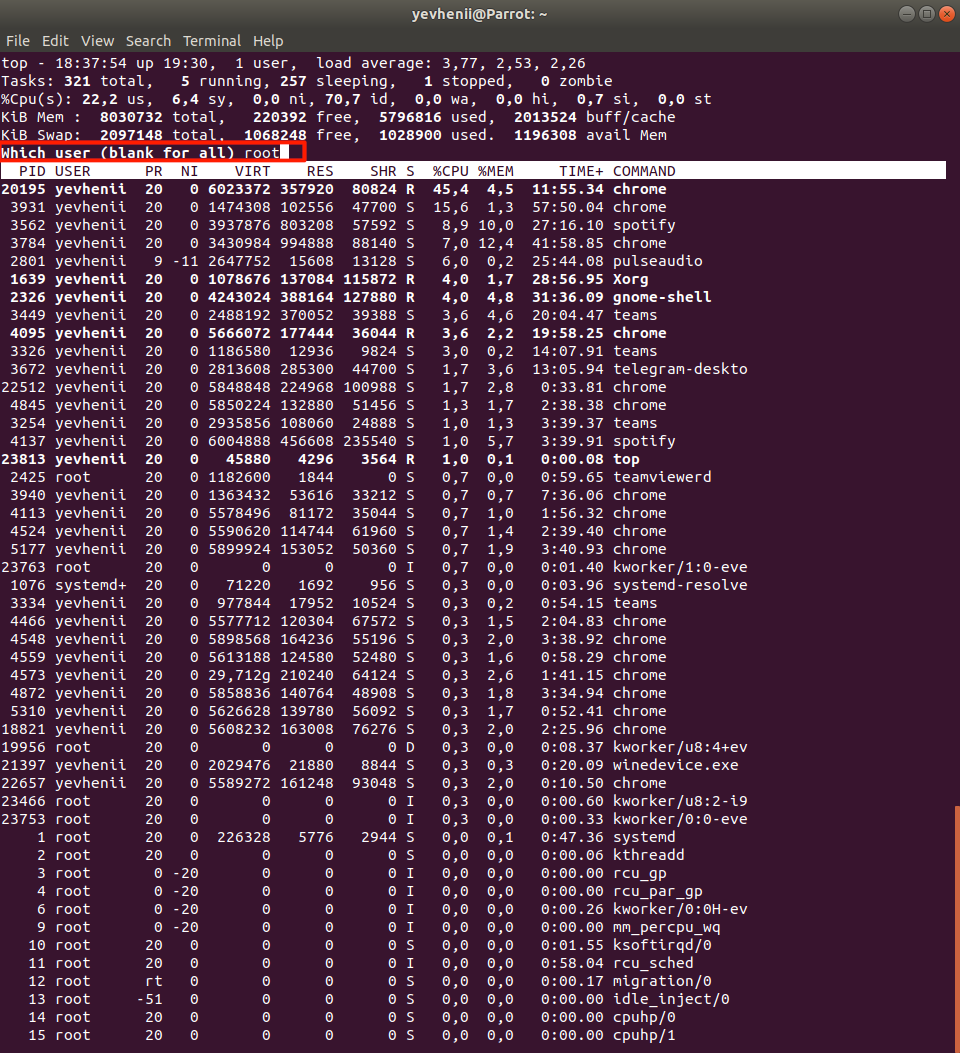 yevhenii@Parrot: ~
File Edit View Search Terminal Help
top - 18:37:54 up 19:30,  1 user,  load average: 3,77, 2,53, 2,26
Tasks: 321 total,   5 running, 257 sleeping,   1 stopped,   0 zombie
%Cpu(s): 22,2 us,  6,4 sy,  0,0 ni, 70,7 id,  0,0 wa,  0,0 hi,  0,7 si,  0,0 st
KiB Mem :  8030732 total,   220392 free,  5796816 used,  2013524 buff/cache
KiB Swap:  2097148 total,  1068248 free,  1028900 used.  1196308 avail Mem
Which user (blank for all) root
PID USER PR NI VIRT RES SHR S %CPU %MEM TIME+ COMMAND
20195 yevhenii 20 0 6023372 357920 80824 R 45,4 4,5 11:55.34 chrome
3931 yevhenii 20 0 1474308 102556 47700 S 15,6 1,3 57:50.04 chrome
3562 yevhenii 20 0 3937876 803208 57592 S 8,9 10,0 27:16.10 spotify
3784 yevhenii 20 0 3430984 994888 88140 S 7,0 12,4 41:58.85 chrome
2801 yevhenii 9 -11 2647752 15608 13128 S 6,0 0,2 25:44.08 pulseaudio
1639 yevhenii 20 0 1078676 137084 115872 R 4,0 1,7 28:56.95 Xorg
2326 yevhenii 20 0 4243024 388164 127880 R 4,0 4,8 31:36.09 gnome-shell
3449 yevhenii 20 0 2488192 370052 39388 S 3,6 4,6 20:04.47 teams
4095 yevhenii 20 0 5666072 177444 36044 R 3,6 2,2 19:58.25 chrome
3326 yevhenii 20 0 1186580 12936 9824 S 3,0 0,2 14:07.91 teams
3672 yevhenii 20 0 2813608 285300 44700 S 1,7 3,6 13:05.94 telegram-deskto
22512 yevhenii 20 0 5848848 224968 100988 S 1,7 2,8 0:33.81 chrome
4845 yevhenii 20 0 5850224 132880 51456 S 1,3 1,7 2:38.38 chrome
3254 yevhenii 20 0 2935856 108060 24888 S 1,0 1,3 3:39.37 teams
4137 yevhenii 20 0 6004888 456608 235540 S 1,0 5,7 3:39.91 spotify
23813 yevhenii 20 0 45880 4296 3564 R 1,0 0,1 0:00.08 top
2425 root 20 0 1182600 1844 0 S 0,7 0,0 0:59.65 teamviewerd
3940 yevhenii 20 0 1363432 53616 33212 S 0,7 0,7 7:36.06 chrome
4113 yevhenii 20 0 5578496 81172 35044 S 0,7 1,0 1:56.32 chrome
4524 yevhenii 20 0 5590620 114744 61960 S 0,7 1,4 2:39.40 chrome
5177 yevhenii 20 0 5899924 153052 50360 S 0,7 1,9 3:40.93 chrome
23763 root 20 0 0 0 0 I 0,7 0,0 0:01.40 kworker/1:0-eve
1076 systemd+ 20 0 71220 1692 956 S 0,3 0,0 0:03.96 systemd-resolve
3334 yevhenii 20 0 977844 17952 10524 S 0,3 0,2 0:54.15 teams
4466 yevhenii 20 0 5577712 120304 67572 S 0,3 1,5 2:04.83 chrome
4548 yevhenii 20 0 5898568 164236 55196 S 0,3 2,0 3:38.92 chrome
4559 yevhenii 20 0 5613188 124580 52480 S 0,3 1,6 0:58.29 chrome
4573 yevhenii 20 0 29,712g 210240 64124 S 0,3 2,6 1:41.15 chrome
4872 yevhenii 20 0 5858836 140764 48908 S 0,3 1,8 3:34.94 chrome
5310 yevhenii 20 0 5626628 139780 56092 S 0,3 1,7 0:52.41 chrome
18821 yevhenii 20 0 5608232 163008 76276 S 0,3 2,0 2:25.96 chrome
19956 root 20 0 0 0 0 D 0,3 0,0 0:08.37 kworker/u8:4+ev
21397 yevhenii 20 0 2029476 21880 8844 S 0,3 0,3 0:20.09 winedevice.exe
22657 yevhenii 20 0 5589272 161248 93048 S 0,3 2,0 0:10.50 chrome
23466 root 20 0 0 0 0 I 0,3 0,0 0:00.60 kworker/u8:2-i9
23753 root 20 0 0 0 0 I 0,3 0,0 0:00.33 kworker/0:0-eve
1 root 20 0 226328 5776 2944 S 0,0 0,1 0:47.36 systemd
2 root 20 0 0 0 0 S 0,0 0,0 0:00.06 kthreadd
3 root 0 -20 0 0 0 I 0,0 0,0 0:00.00 rcu_gp
4 root 0 -20 0 0 0 I 0,0 0,0 0:00.00 rcu_par_gp
6 root 0 -20 0 0 0 I 0,0 0,0 0:00.26 kworker/0:0H-ev
9 root 0 -20 0 0 0 I 0,0 0,0 0:00.00 mm_percpu_wq
10 root 20 0 0 0 0 S 0,0 0,0 0:01.55 ksoftirqd/0
11 root 20 0 0 0 0 I 0,0 0,0 0:58.04 rcu_sched
12 root rt 0 0 0 0 S 0,0 0,0 0:00.17 migration/0
13 root -51 0 0 0 0 S 0,0 0,0 0:00.00 idle_inject/0
14 root 20 0 0 0 0 S 0,0 0,0 0:00.00 cpuhp/0
15 root 20 0 0 0 0 S 0,0 0,0 0:00.00 cpuhp/1